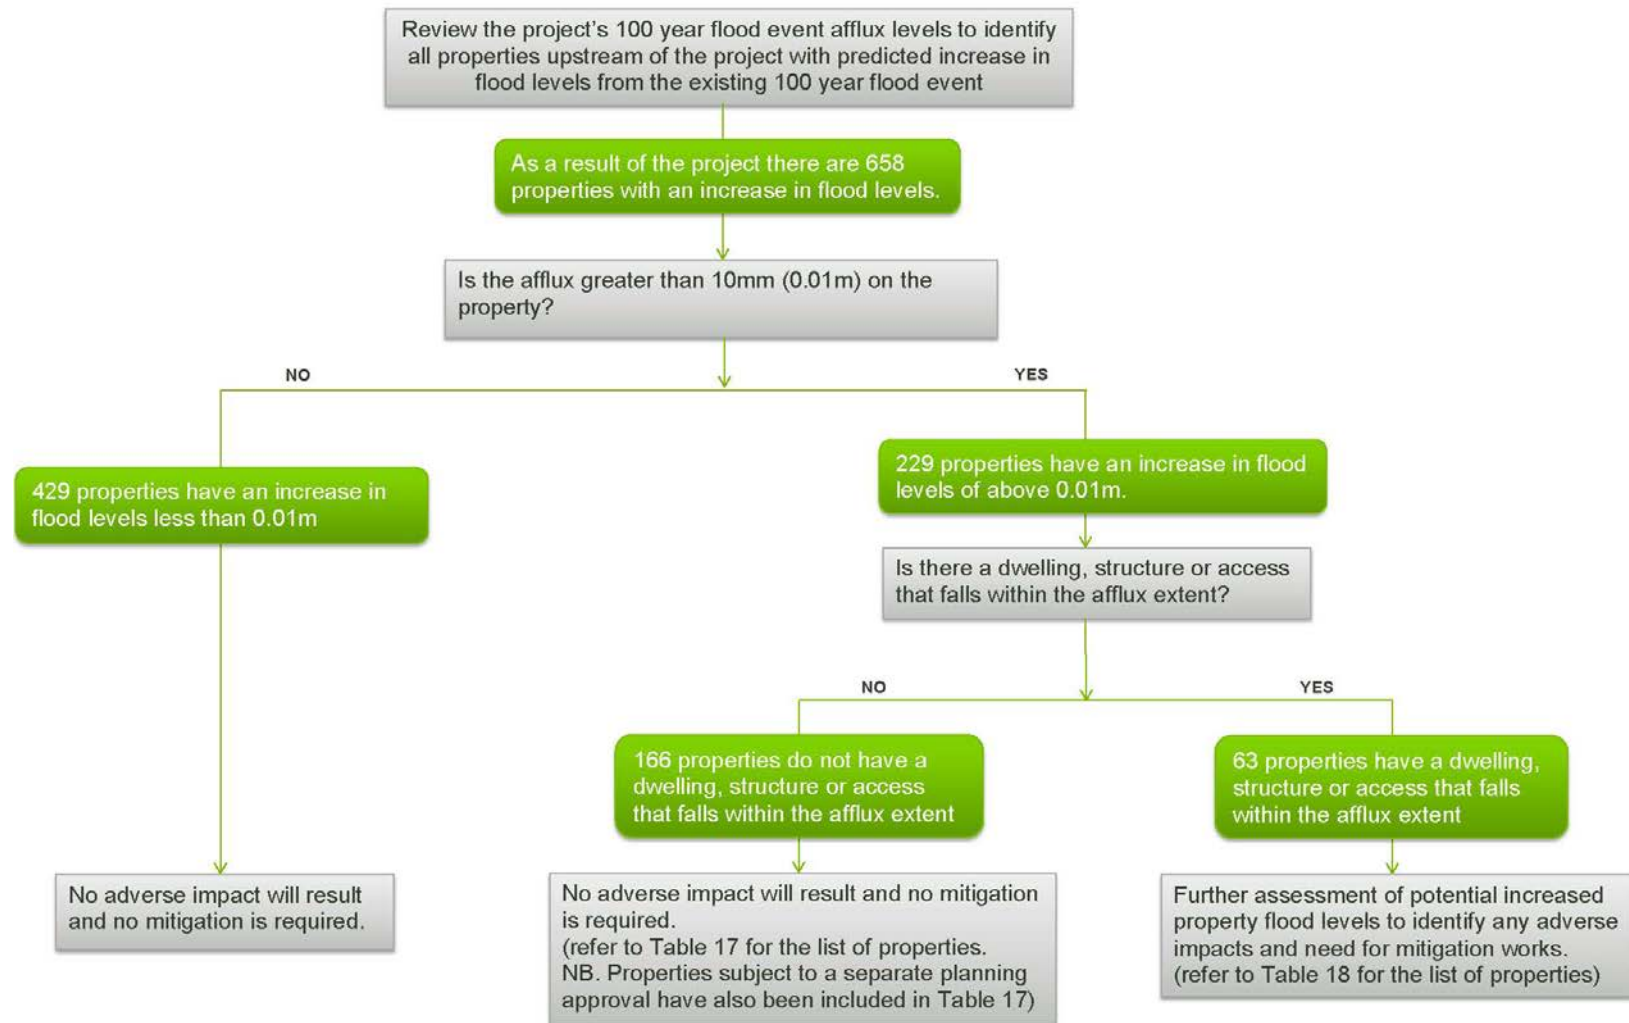 Review the project's 100 year flood event afflux levels to identify
all properties upstream of the project with predicted increase in
flood levels from the existing 100 year flood event
As a result of the project there are 658
properties with an increase in flood levels.
Is the afflux greater than 10mm (0.01m) on the
property?
NO
YES
429 properties have an increase in
flood levels less than 0.01m
229 properties have an increase in flood
levels of above 0.01m.
Is there a dwelling, structure or access
that falls within the afflux extent?
NO
YES
166 properties do not have a
dwelling, structure or access
that falls within the afflux extent
63 properties have a dwelling,
structure or access that falls
within the afflux extent
No adverse impact will result
and no mitigation is required.
No adverse impact will result and no mitigation
is required.
(refer to Table 17 for the list of properties.
NB. Properties subject to a separate planning
approval have also been included in Table 17)
Further assessment of potential increased
property flood levels to identify any adverse
impacts and need for mitigation works.
(refer to Table 18 for the list of properties)